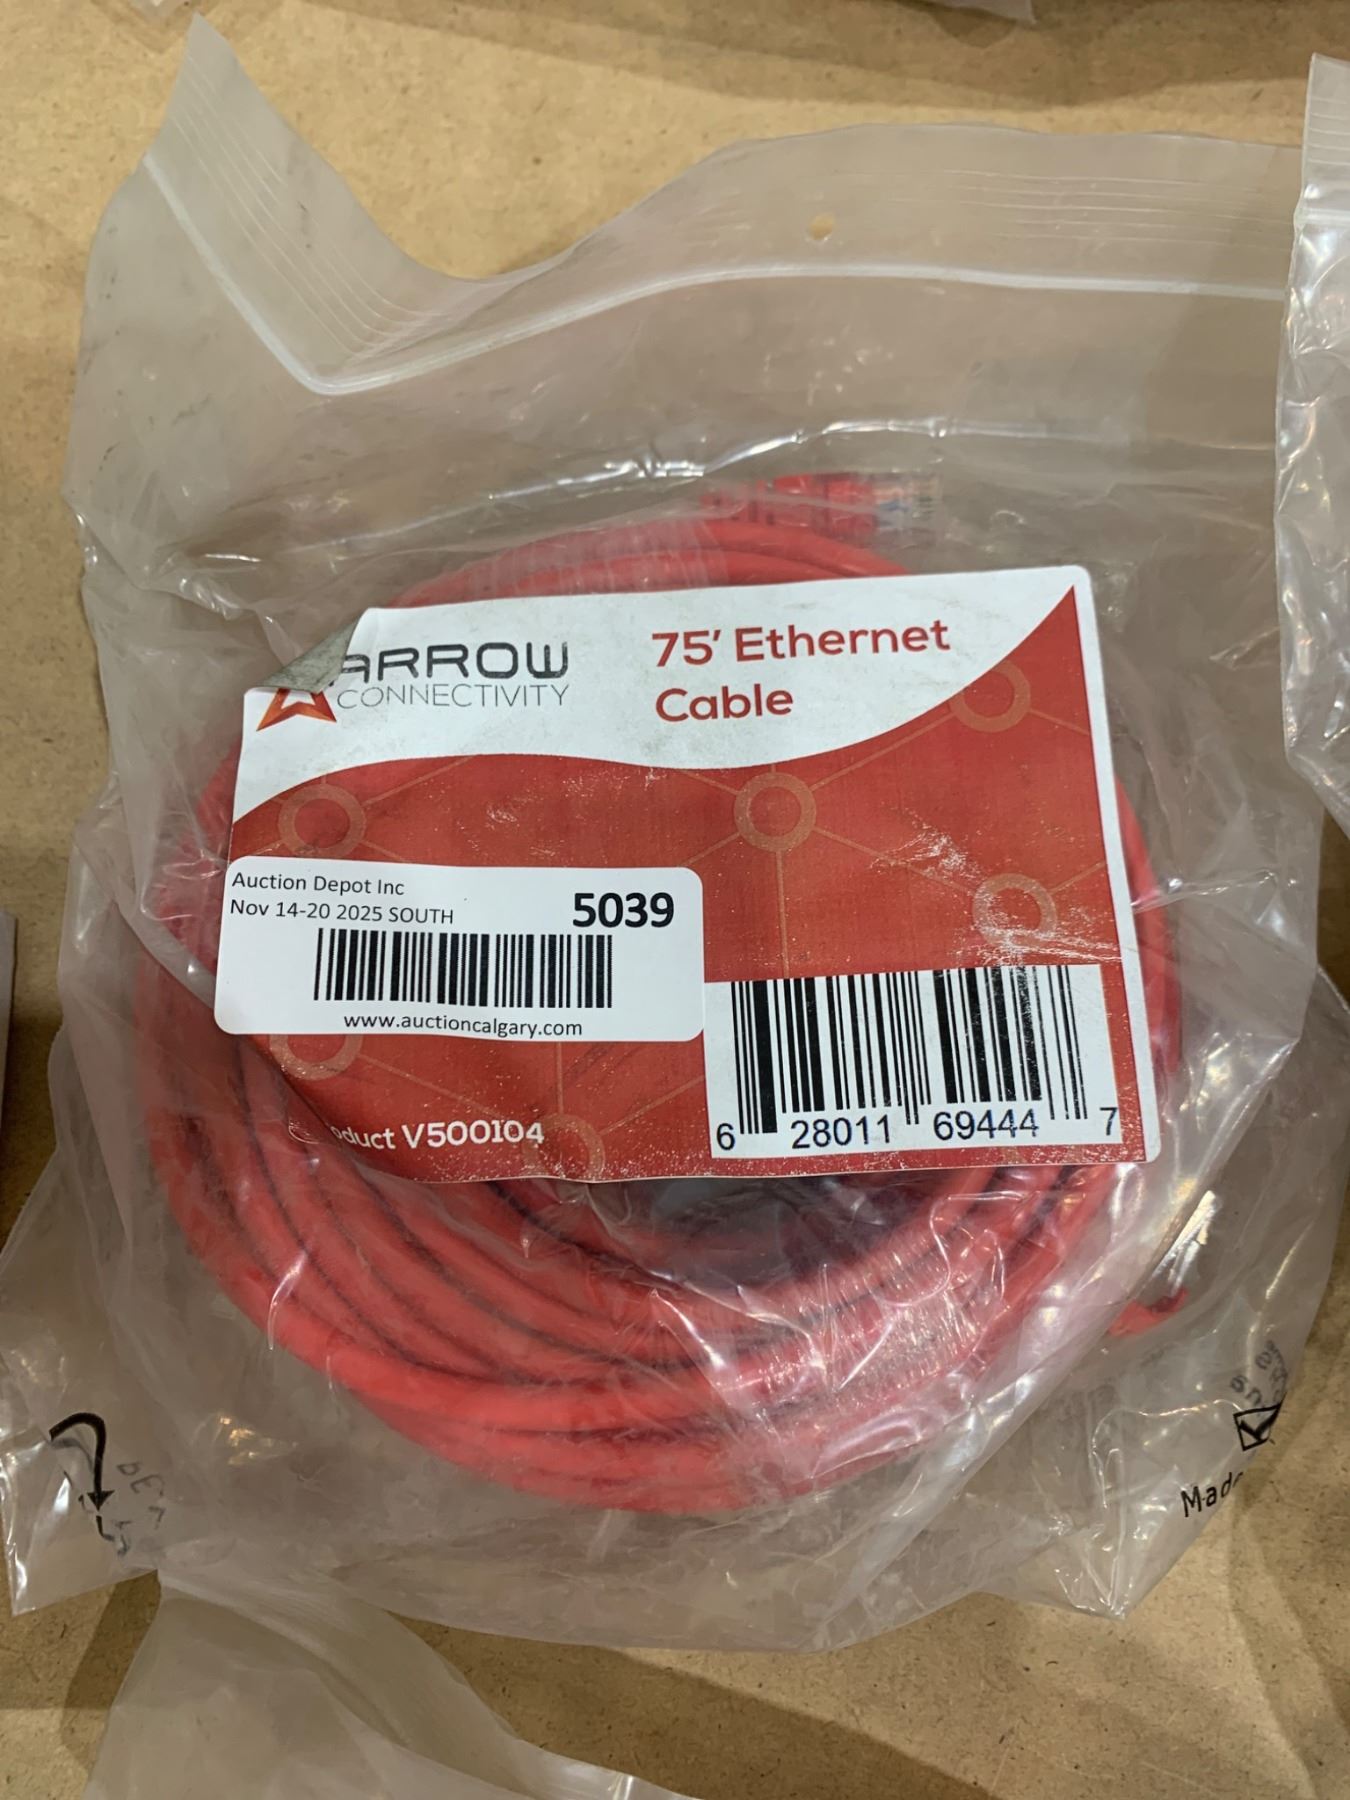 ARROW
CONNECTIVITY
75' Ethernet
Cable
Auction Depot Inc
Nov 14-20 2025 SOUTH
5039
www.auctioncalgary.com
oduct V500104
6 28011 69444 7
Mad